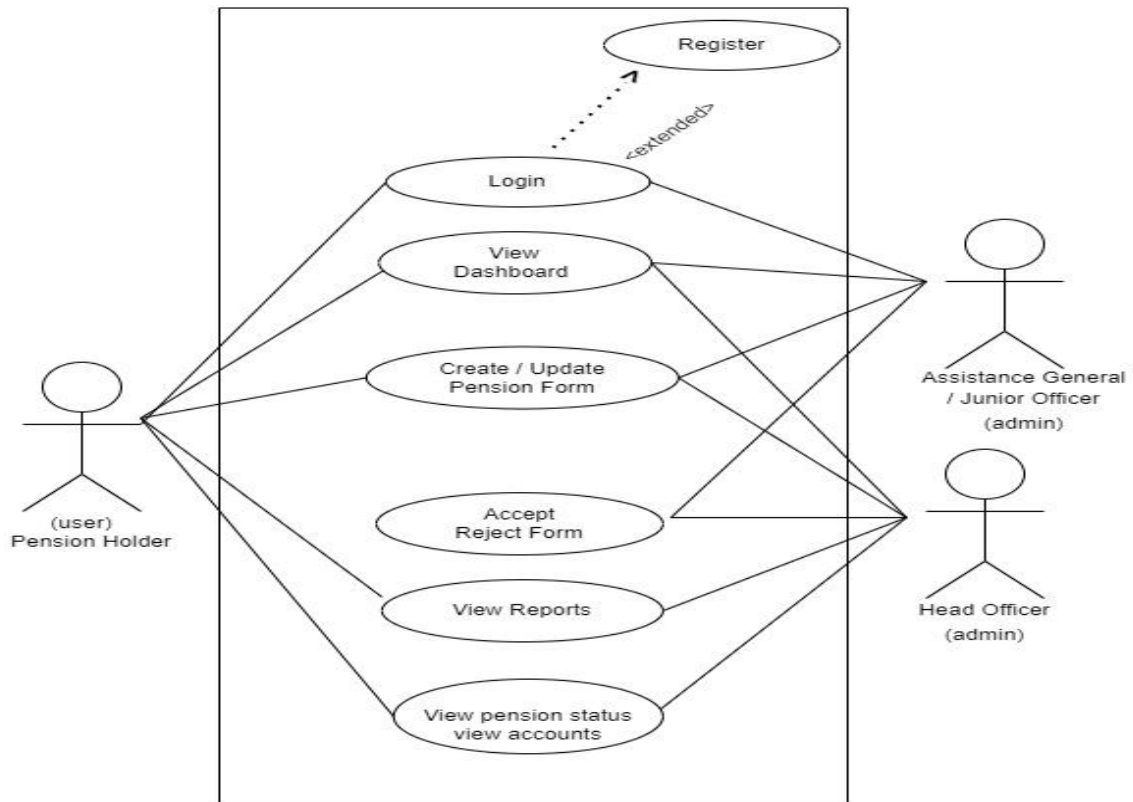 Register
<extended>
Login
View
Dashboard
Create / Update
Pension Form
Accept
Reject Form
View Reports
View pension status
view accounts
(user)
Pension Holder
Assistance General
/ Junior Officer
(admin)
Head Officer
(admin)